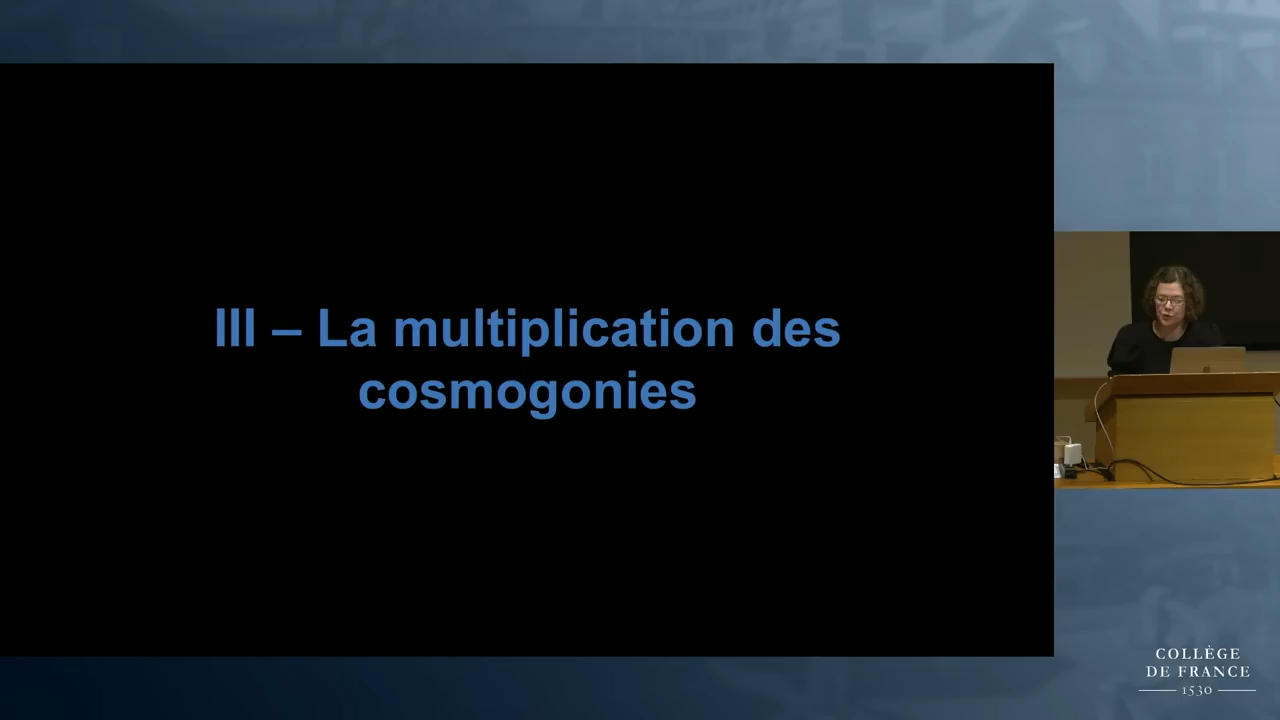 III – La multiplication des
cosmogonies
COLLÈGE
DE FRANCE
1530